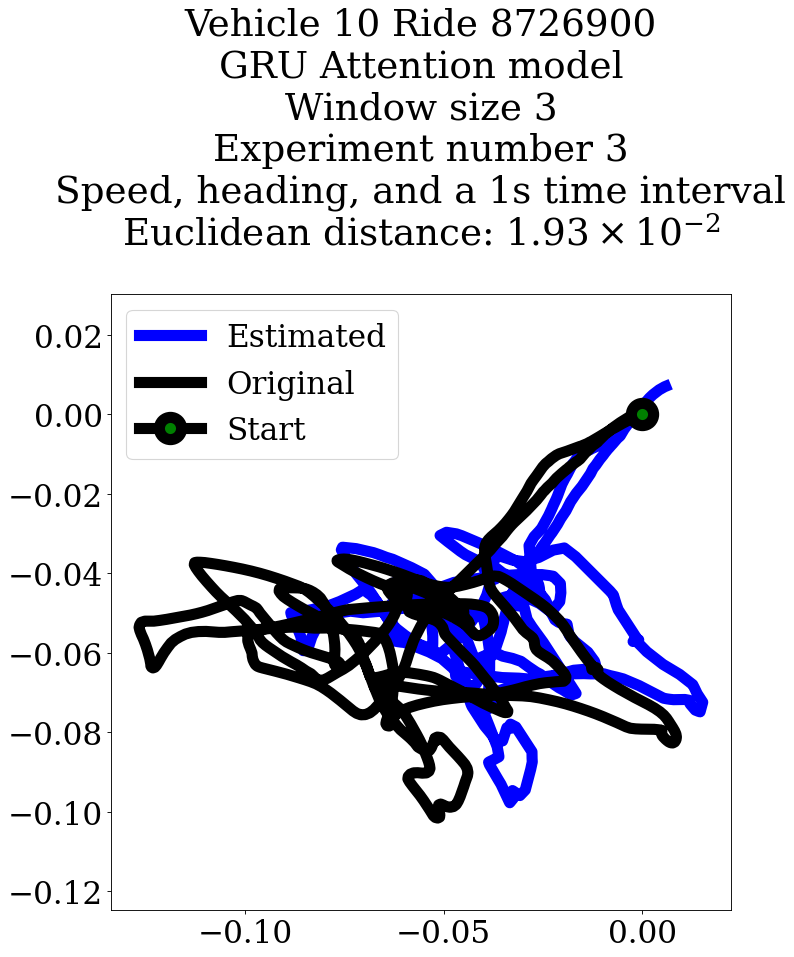 Vehicle 10 Ride 8726900
GRU Attention model
Window size 3
Experiment number 3
Speed, heading, and a 1s time interval
Euclidean distance: 1.93 × 10⁻²
Estimated
Original
Start
0.02
0.00
−0.02
−0.04
−0.06
−0.08
−0.10
−0.12
−0.10 −0.05 0.00